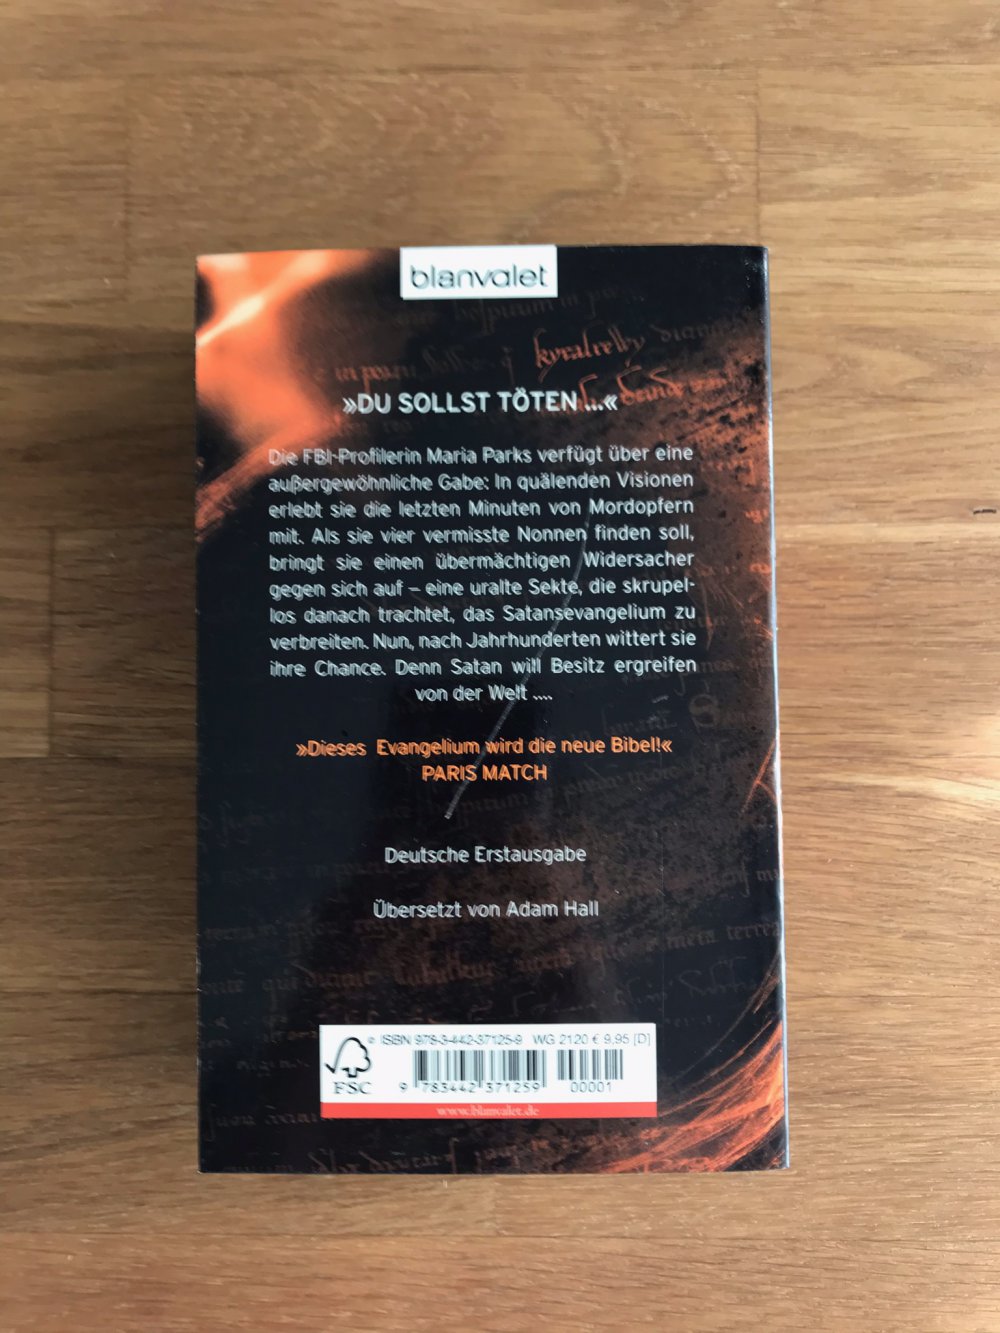 blanvalet
kyralrelly
»DU SOLLST TÖTEN ...«
Die FBI-Profilerin Maria Parks verfügt über eine
außergewöhnliche Gabe: In quälenden Visionen
erlebt sie die letzten Minuten von Mordopfern
mit. Als sie vier vermisste Nonnen finden soll,
bringt sie einen übermächtigen Widersacher
gegen sich auf – eine uralte Sekte, die skrupel-
los danach trachtet, das Satansevangelium zu
verbreiten. Nun, nach Jahrhunderten wittert sie
ihre Chance. Denn Satan will Besitz ergreifen
von der Welt ....
»Dieses Evangelium wird die neue Bibel!«
PARIS MATCH
Deutsche Erstausgabe
Übersetzt von Adam Hall
ISBN 978-3-442-37125-9 WG 2120 € 9,95 [D]
FSC
9 783442 371259 00001
www.blanvalet.de